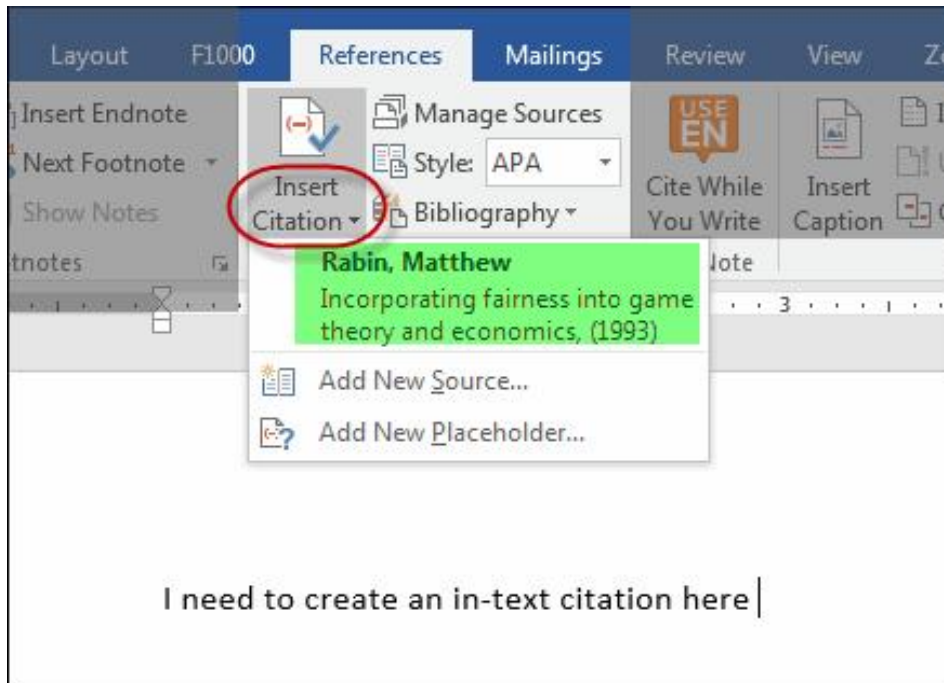 Layout F1000 References Mailings Review View
Insert Endnote
Next Footnote
Show Notes
Insert
Citation
Manage Sources
Style: APA
Bibliography
USE
EN
Cite While
You Write
Insert
Caption
Rabin, Matthew
Incorporating fairness into game
theory and economics, (1993)
3
Add New Source...
Add New Placeholder...
I need to create an in-text citation here